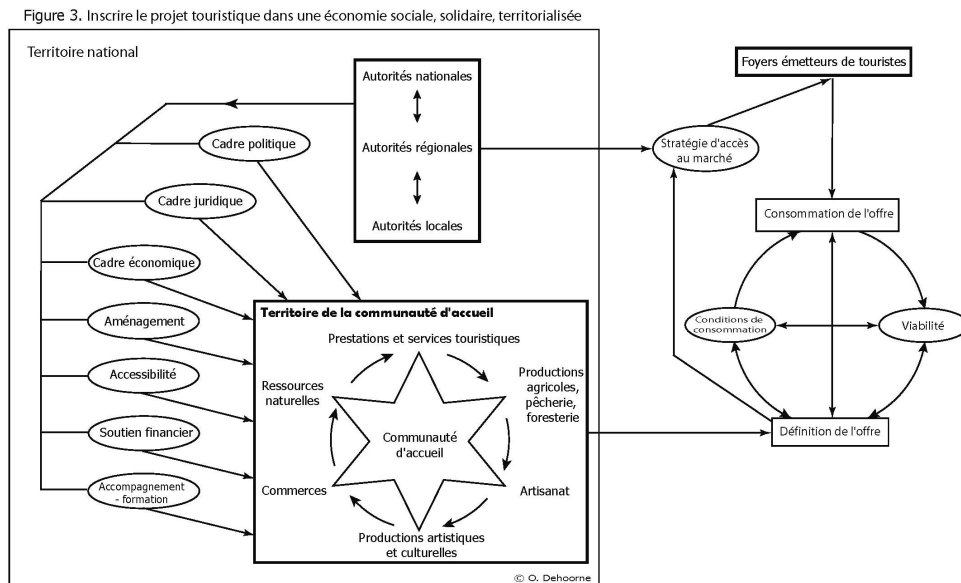 Figure 3. Inscrire le projet touristique dans une économie sociale, solidaire, territorialisée
Territoire national
Autorités nationales
Autorités régionales
Autorités locales
Foyers émetteurs de touristes
Stratégie d'accès
au marché
Cadre politique
Cadre juridique
Cadre économique
Aménagement
Accessibilité
Soutien financier
Accompagnement
- formation
Consommation de l'offre
Conditions de
consommation
Viabilité
Définition de l'offre
Territoire de la communauté d'accueil
Prestations et services touristiques
Ressources
naturelles
Productions
agricoles,
pêcherie,
foresterie
Communauté
d'accueil
Commerces
Artisanat
Productions artistiques
et culturelles
© O. Dehoorne